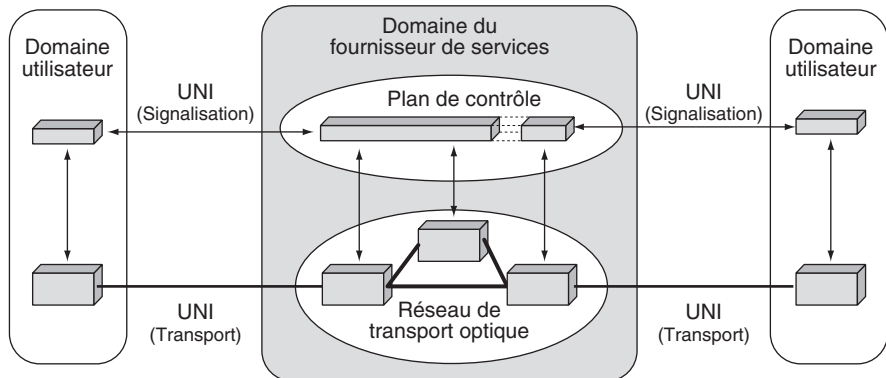 Domaine
utilisateur
UNI
(Signalisation)
Domaine du
fournisseur de services
Plan de contrôle
UNI
(Signalisation)
Domaine
utilisateur
UNI
(Transport)
Réseau de
transport optique
UNI
(Transport)